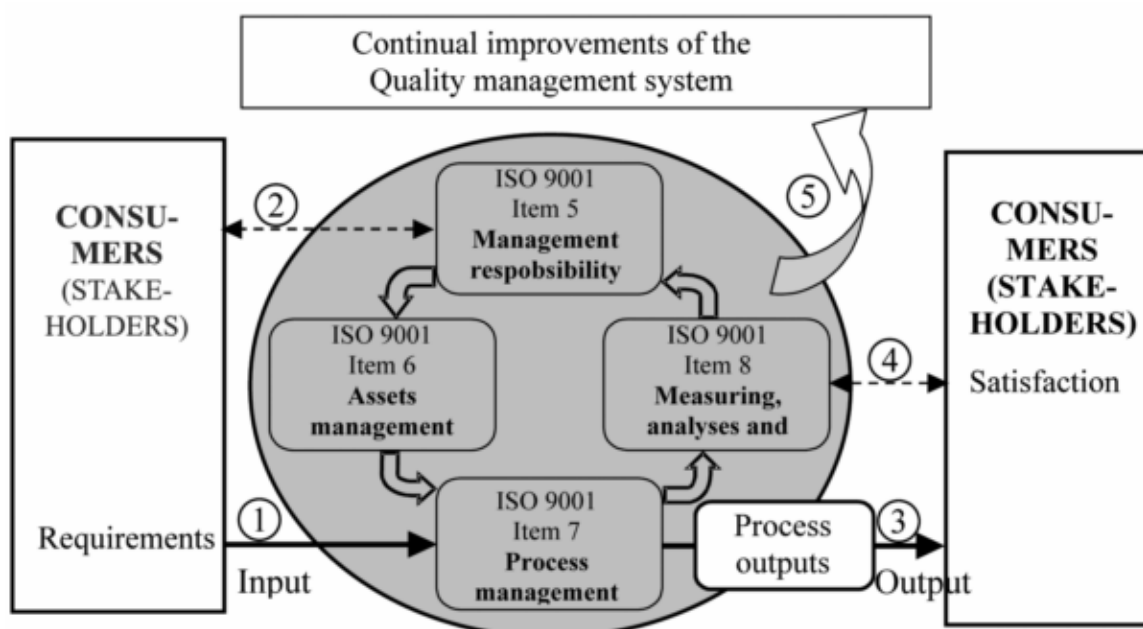 Continual improvements of the
Quality management system
CONSU-
MERS
(STAKE-
HOLDERS)
Requirements
1
Input
2
ISO 9001
Item 5
Management
respobsibility
ISO 9001
Item 6
Assets
management
ISO 9001
Item 7
Process
management
ISO 9001
Item 8
Measuring,
analyses and
5
4
Process
outputs
3
Output
CONSU-
MERS
(STAKE-
HOLDERS)
Satisfaction